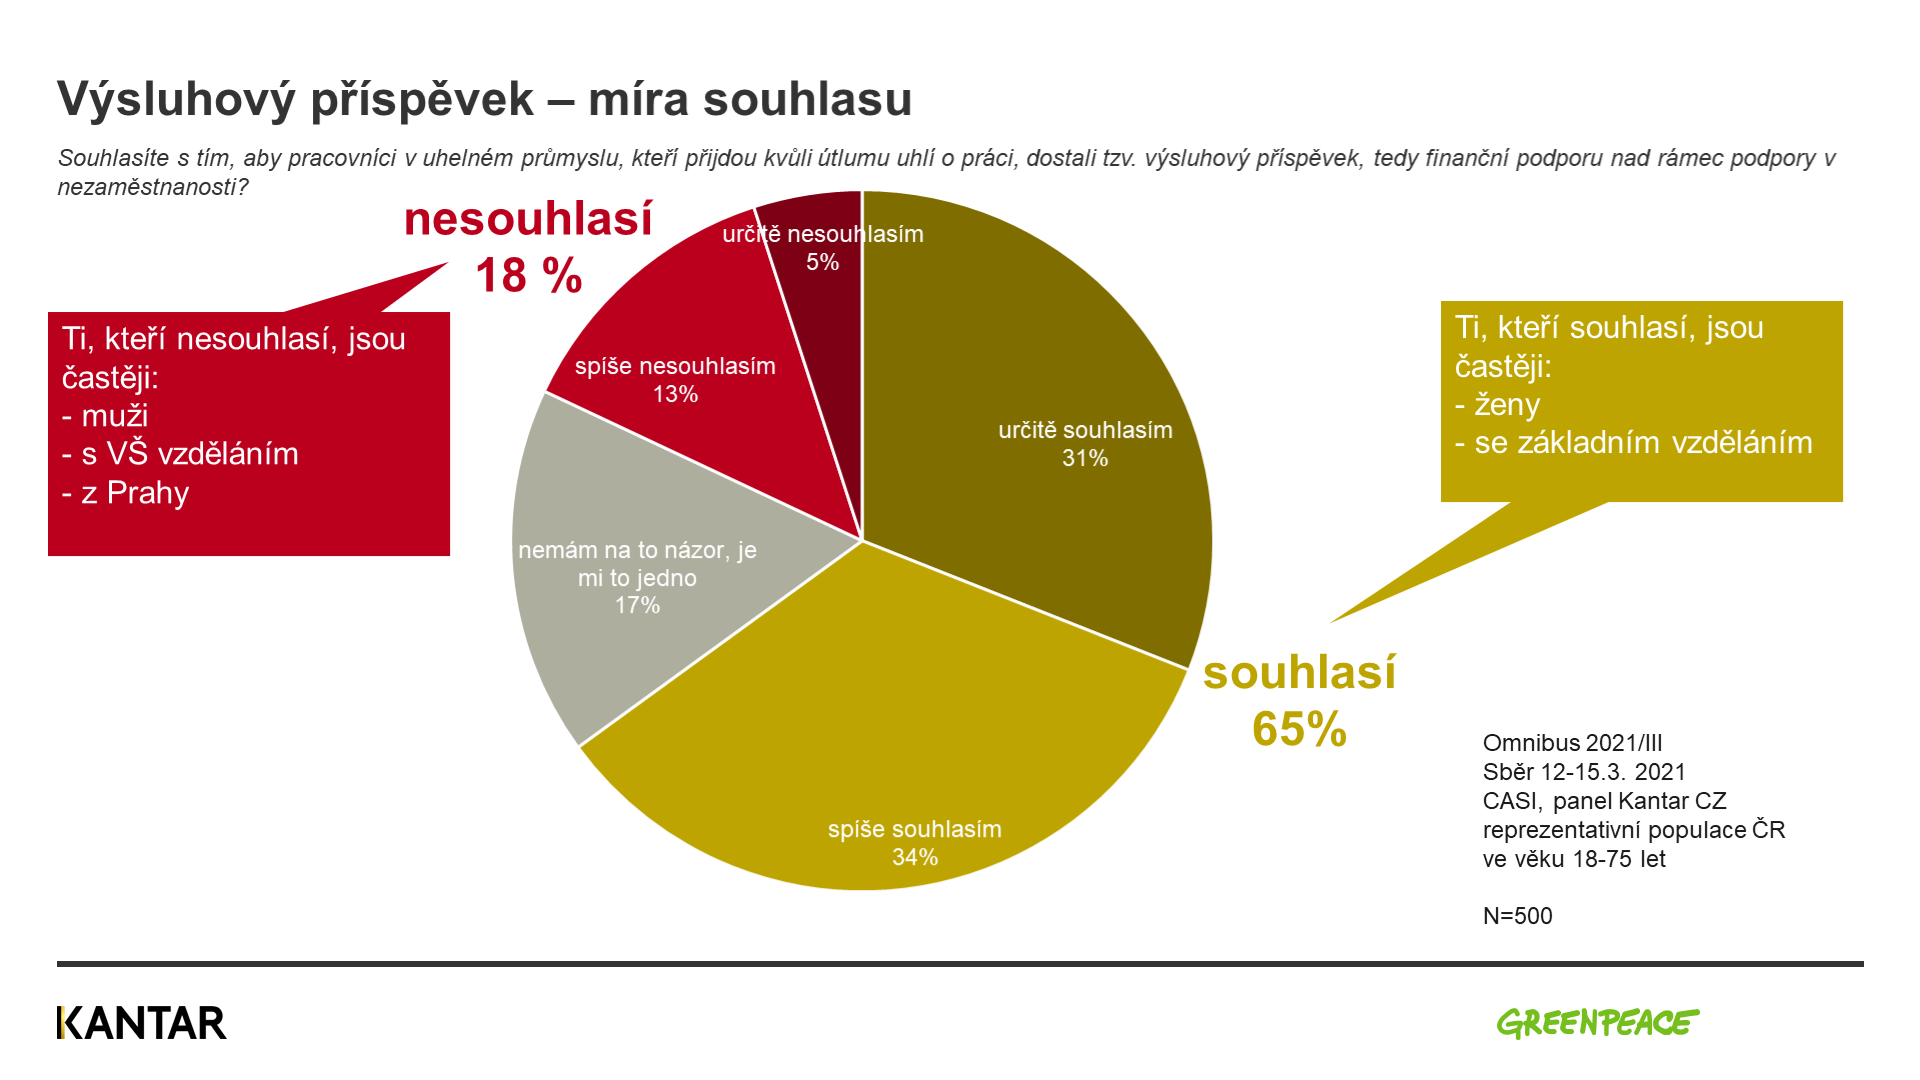 Výsluhový příspěvek – míra souhlasu
Souhlasíte s tím, aby pracovníci v uhelném průmyslu, kteří přijdou kvůli útlumu uhlí o práci, dostali tzv. výsluhový příspěvek, tedy finanční podporu nad rámec podpory v
nezaměstnanosti?
nesouhlasí
18 %
Ti, kteří nesouhlasí, jsou
častěji:
- muži
- s VŠ vzděláním
- z Prahy
určitě nesouhlasím
5%
spíše nesouhlasím
13%
nemám na to názor, je
mi to jedno
17%
určitě souhlasím
31%
spíše souhlasím
34%
Ti, kteří souhlasí, jsou
častěji:
- ženy
- se základním vzděláním
souhlasí
65%
Omnibus 2021/III
Sběr 12-15.3. 2021
CASI, panel Kantar CZ
reprezentativní populace ČR
ve věku 18-75 let
N=500
KANTAR
GREENPEACE